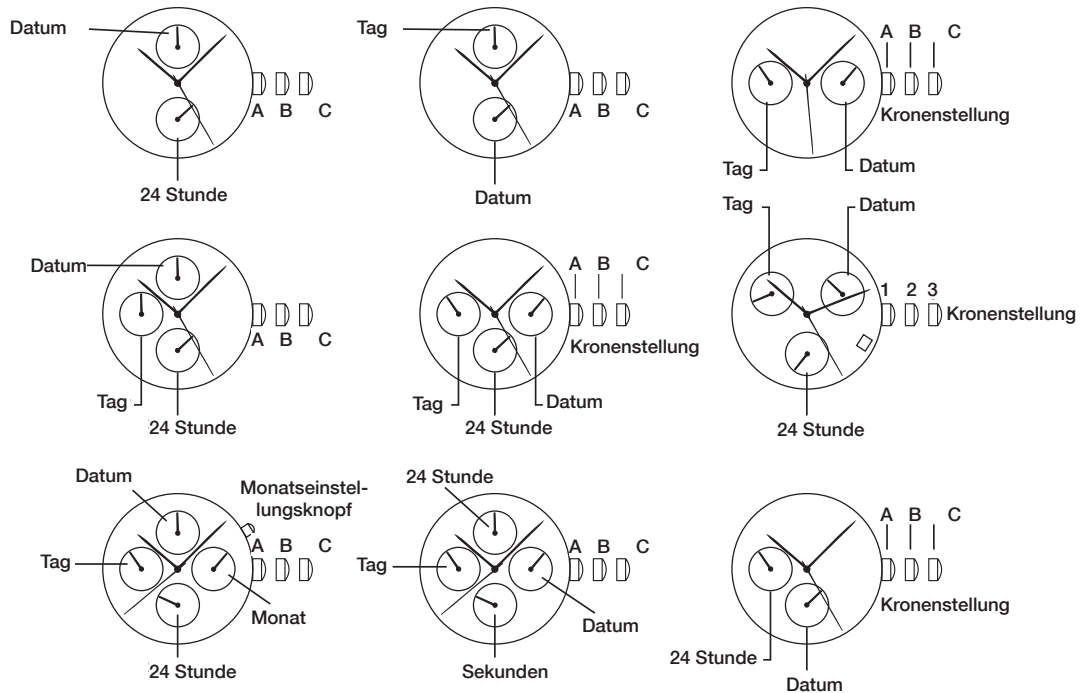 Datum
A B C
24 Stunde
Tag
A B C
Datum
A B C
Kronenstellung
Tag
Datum
Datum
A B C
Tag
24 Stunde
A B C
Kronenstellung
Tag
Datum
24 Stunde
Tag
Datum
1 2 3
Kronenstellung
24 Stunde
Datum
Monatseinstel-
lungsknopf
A B C
Tag
Monat
24 Stunde
24 Stunde
A B C
Tag
Datum
Sekunden
A B C
Kronenstellung
24 Stunde
Datum